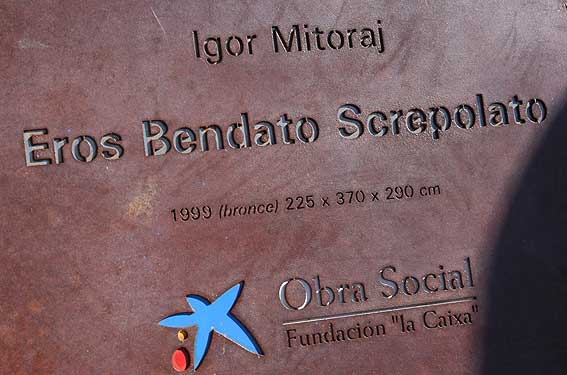 Igor Mitoraj
Eros Bendato Screpolato
1999 (bronce) 225 x 370 x 290 cm
Obra Social
Fundación "la Caixa"